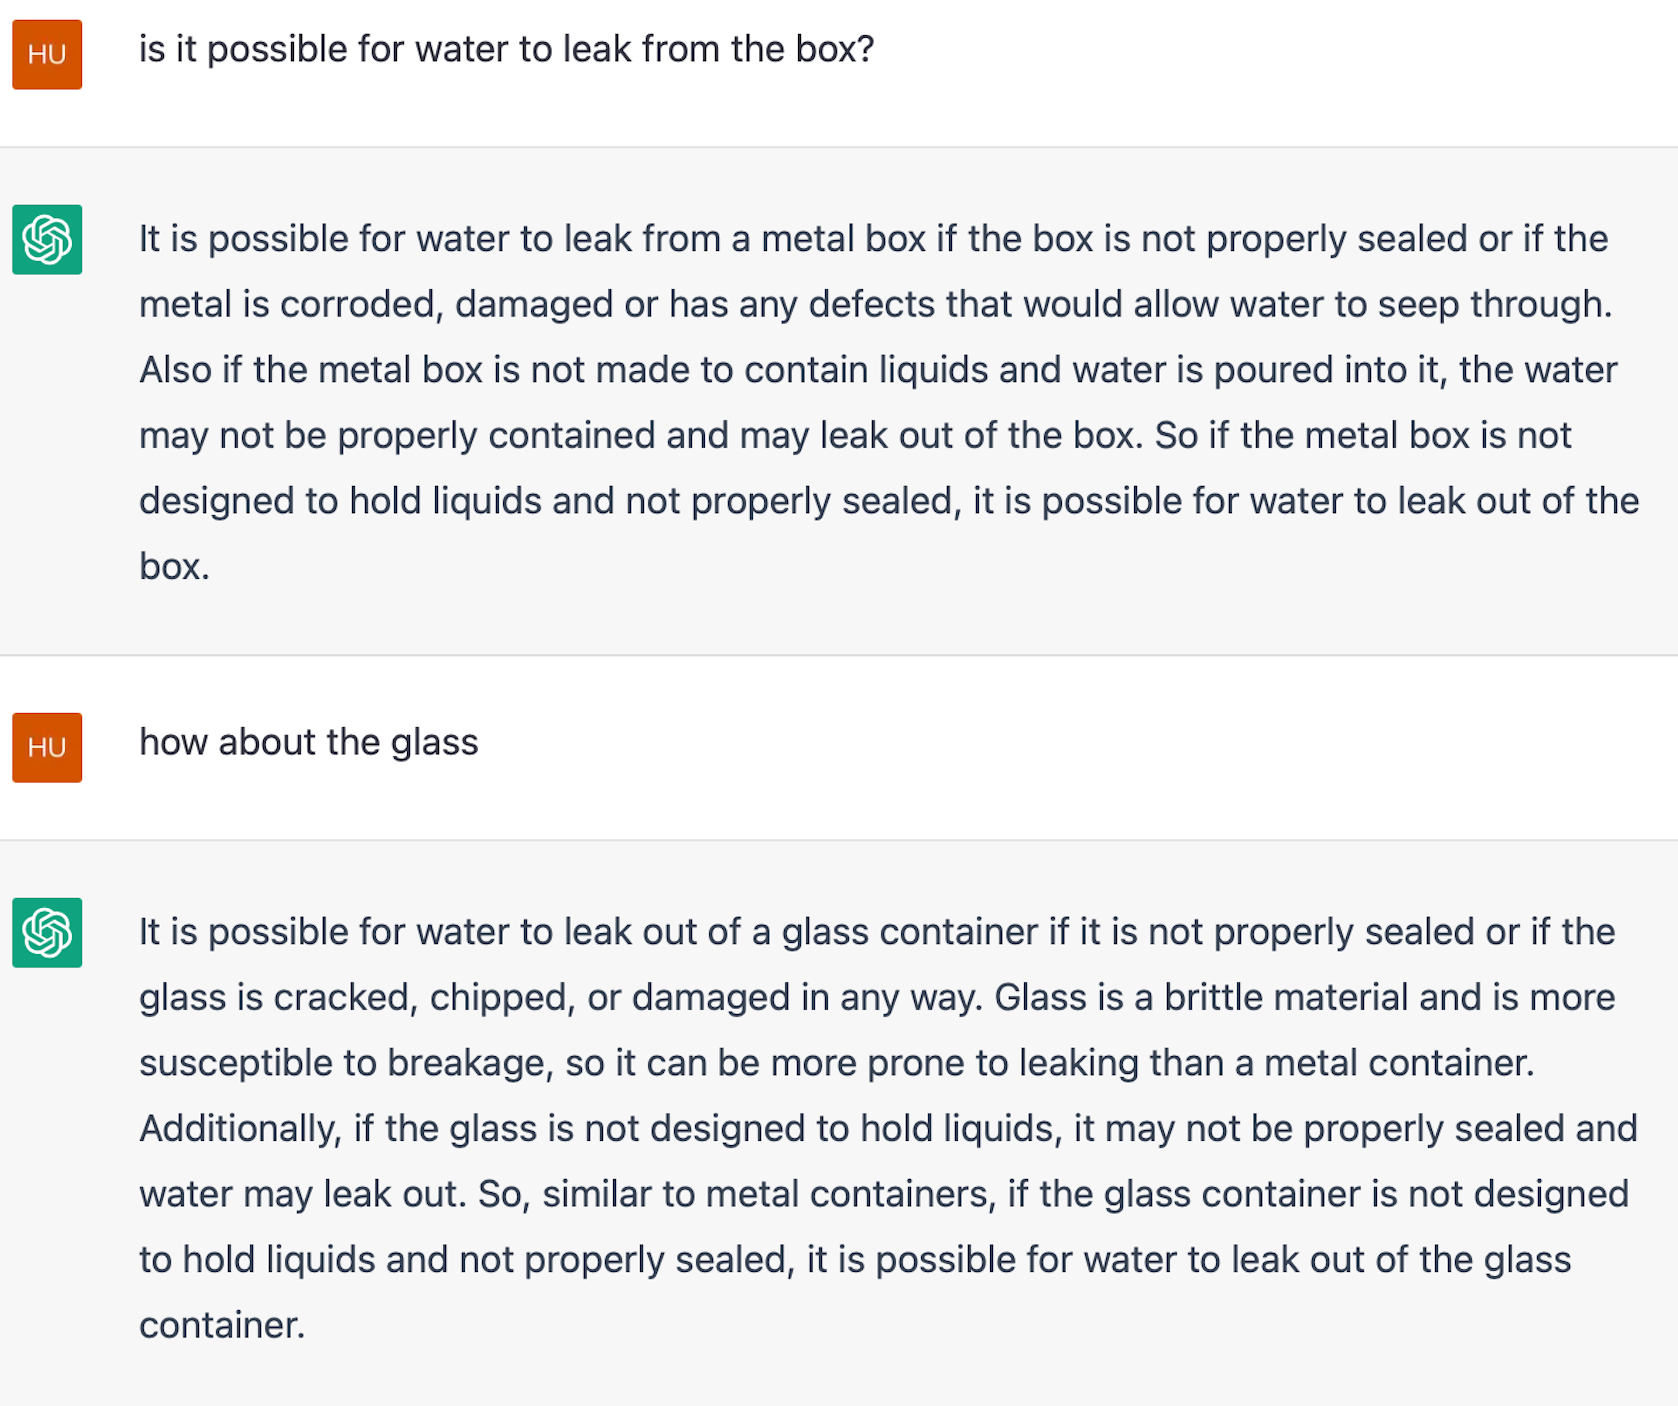 HU
is it possible for water to leak from the box?
It is possible for water to leak from a metal box if the box is not properly sealed or if the
metal is corroded, damaged or has any defects that would allow water to seep through.
Also if the metal box is not made to contain liquids and water is poured into it, the water
may not be properly contained and may leak out of the box. So if the metal box is not
designed to hold liquids and not properly sealed, it is possible for water to leak out of the
box.
HU
how about the glass
It is possible for water to leak out of a glass container if it is not properly sealed or if the
glass is cracked, chipped, or damaged in any way. Glass is a brittle material and is more
susceptible to breakage, so it can be more prone to leaking than a metal container.
Additionally, if the glass is not designed to hold liquids, it may not be properly sealed and
water may leak out. So, similar to metal containers, if the glass container is not designed
to hold liquids and not properly sealed, it is possible for water to leak out of the glass
container.